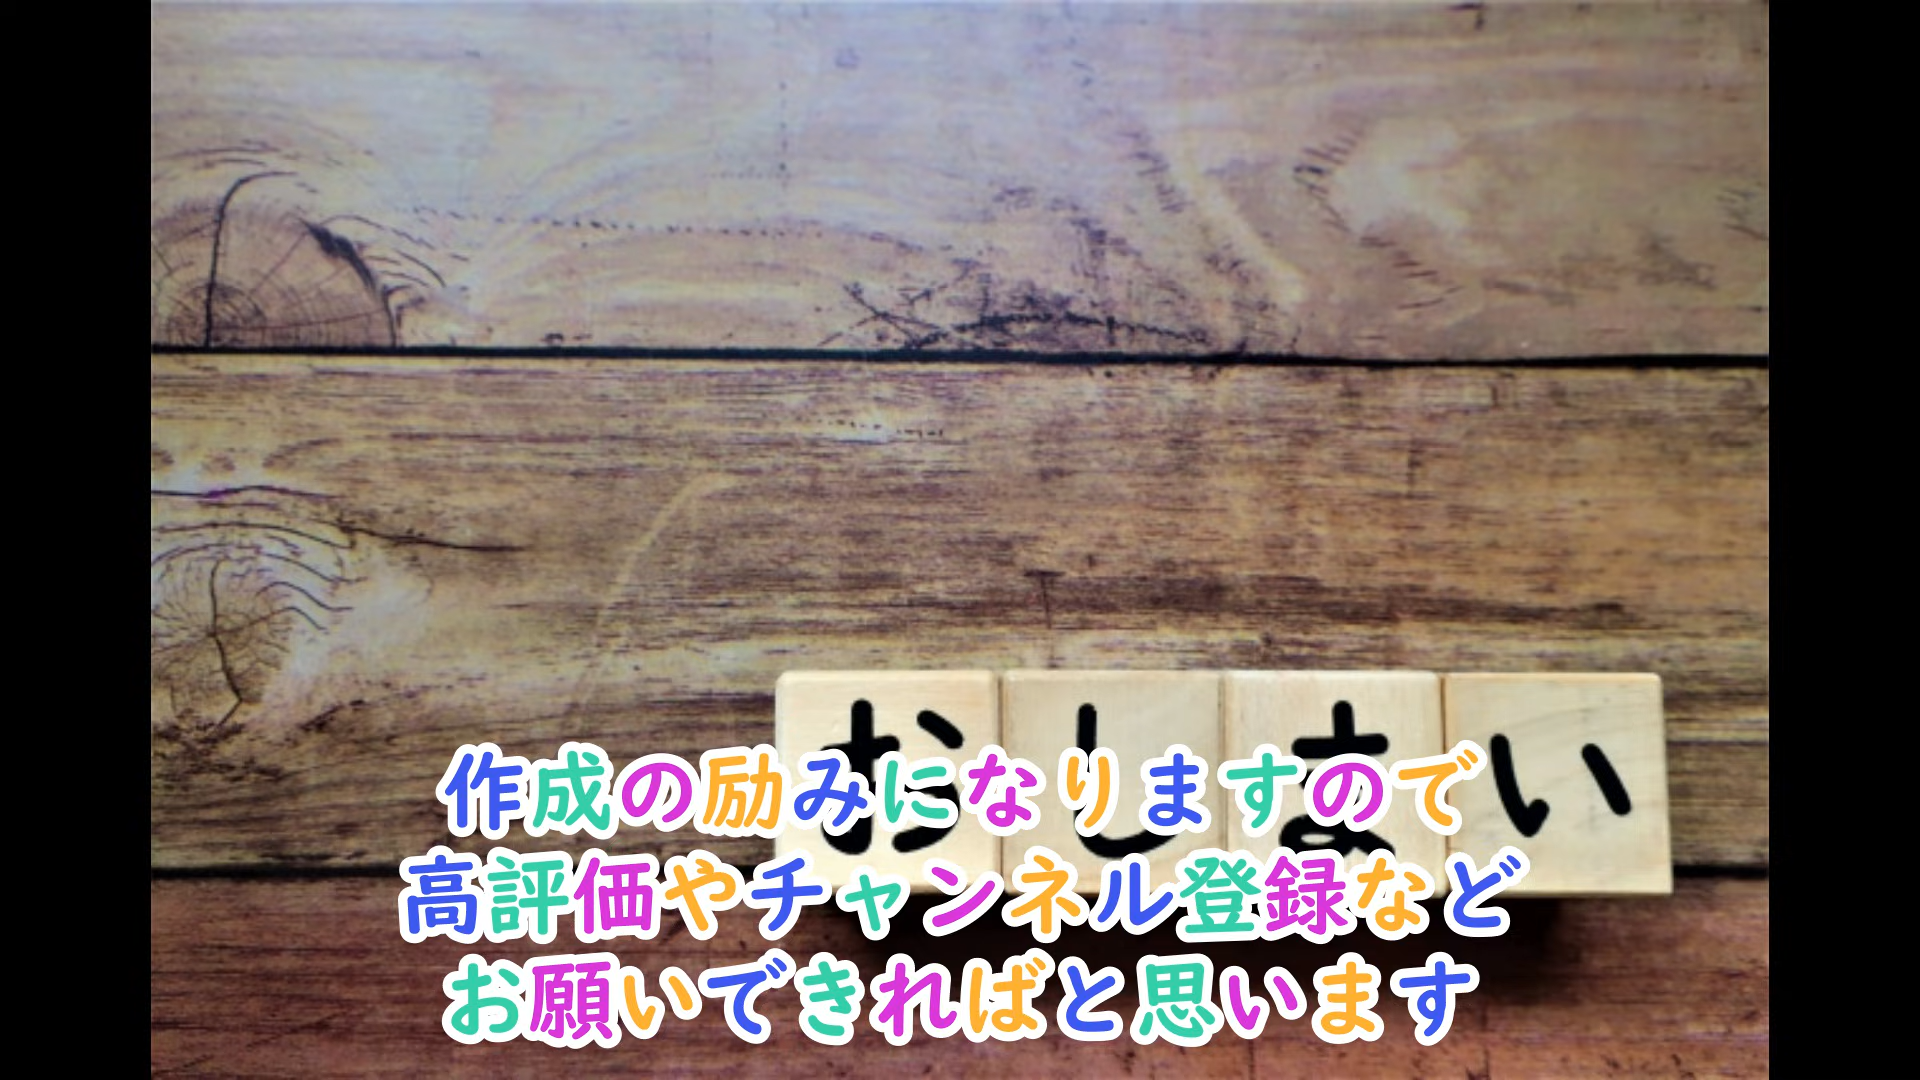 おしまい
作成の励みになりますので
高評価やチャンネル登録など
お願いできればと思います